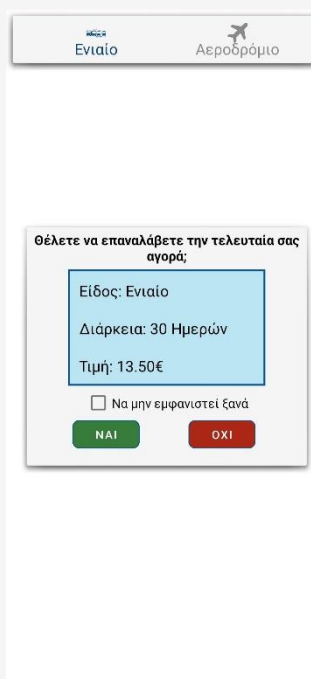 Ενιαίο
Αεροδρόμιο
Θέλετε να επαναλάβετε την τελευταία σας
αγορά;
Είδος: Ενιαίο
Διάρκεια: 30 Ημερών
Τιμή: 13.50€
Να μην εμφανιστεί ξανά
ΝΑΙ
ΟΧΙ